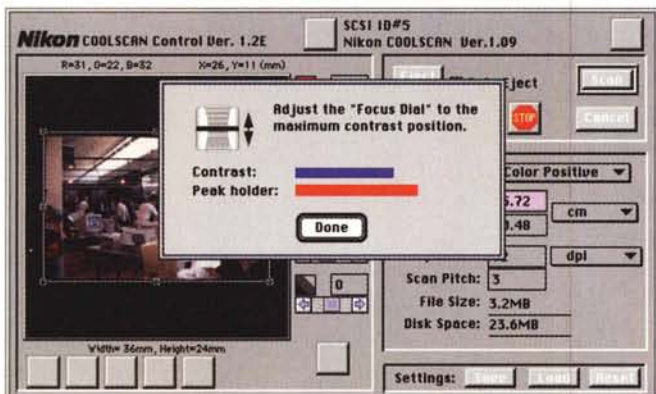 Nikon COOLSCAN Control Ver. 1.2E
SCSI ID#5
Nikon COOLSCAN Ver.1.09
R=31, G=22, B=32 X=26, Y=11 (mm)
Eject
Scan
Adjust the "Focus Dial" to the
maximum contrast position.
STOP
Cancel
Contrast:
Peak holder:
Done
Color Positive
.72
cm
.48
dpi
Scan Pitch: 3
0
File Size: 3.2MB
Disk Space: 23.6MB
Width= 36mm, Height=24mm
Settings: Save Load Reset